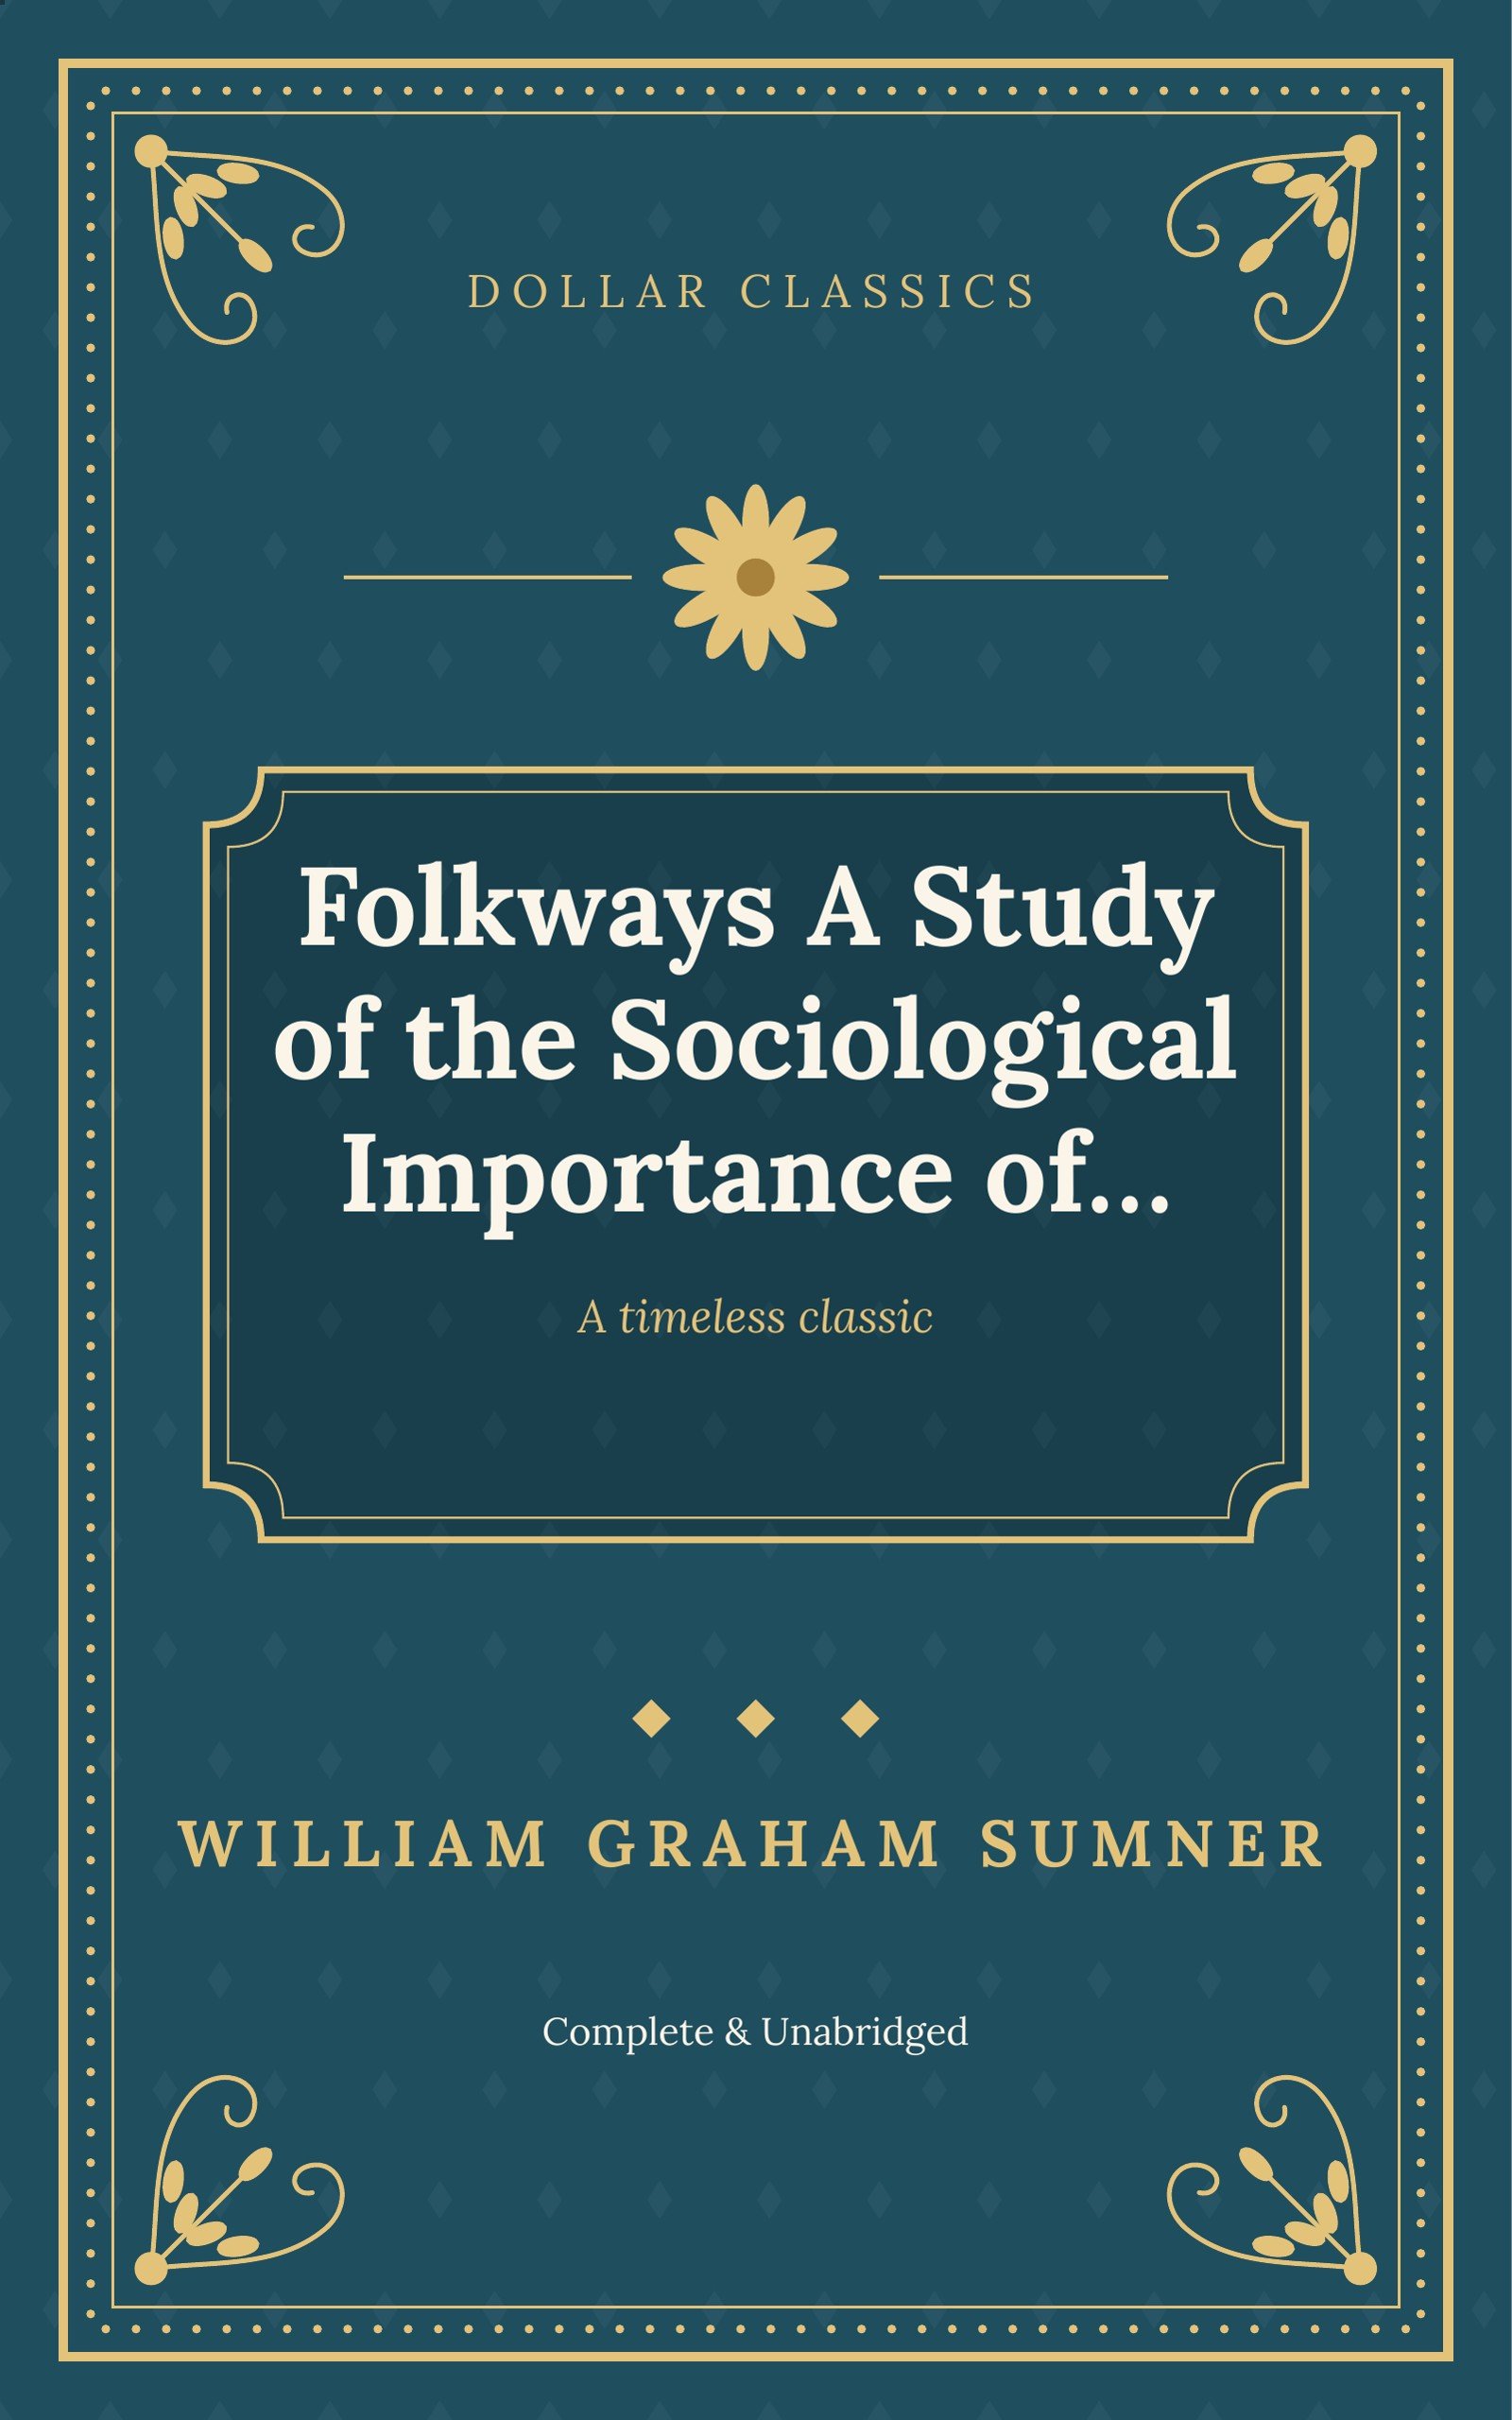 DOLLAR CLASSICS
Folkways A Study
of the Sociological
Importance of...
A timeless classic
WILLIAM GRAHAM SUMNER
Complete & Unabridged